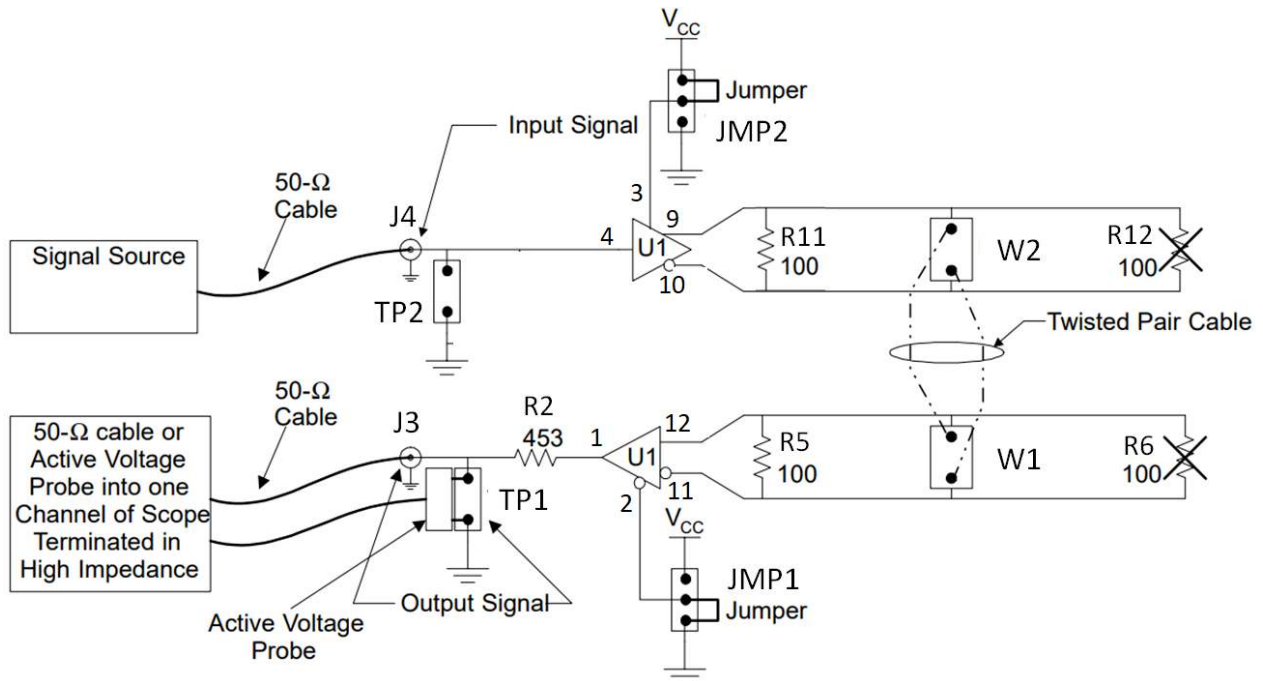 VCC
Jumper
JMP2
Input Signal
50-Ω
Cable
J4
3
9
4
U1
10
R11
100
W2
R12
100
Signal Source
TP2
Twisted Pair Cable
50-Ω
Cable
J3
R2
453
1
12
U1
11
2
R5
100
W1
R6
100
50-Ω cable or
Active Voltage
Probe into one
Channel of Scope
Terminated in
High Impedance
TP1
VCC
JMP1
Jumper
Output Signal
Active Voltage
Probe